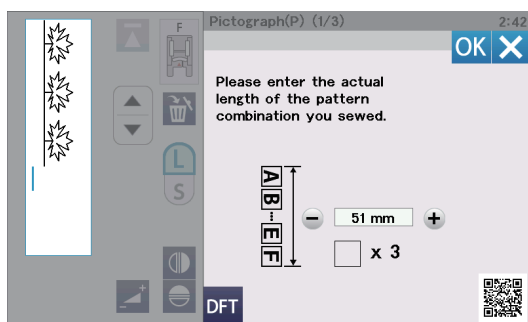 Pictograph(P) (1/3)
2:42
F
OK
Please enter the actual
length of the pattern
combination you sewed.
L
S
A
B
E
F
51 mm
x 3
DFT